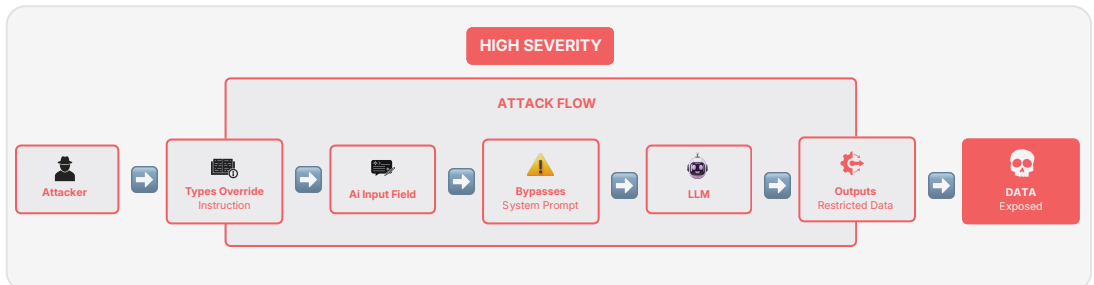 HIGH SEVERITY
ATTACK FLOW
Attacker
Types Override
Instruction
Ai Input Field
Bypasses
System Prompt
LLM
Outputs
Restricted Data
DATA
Exposed